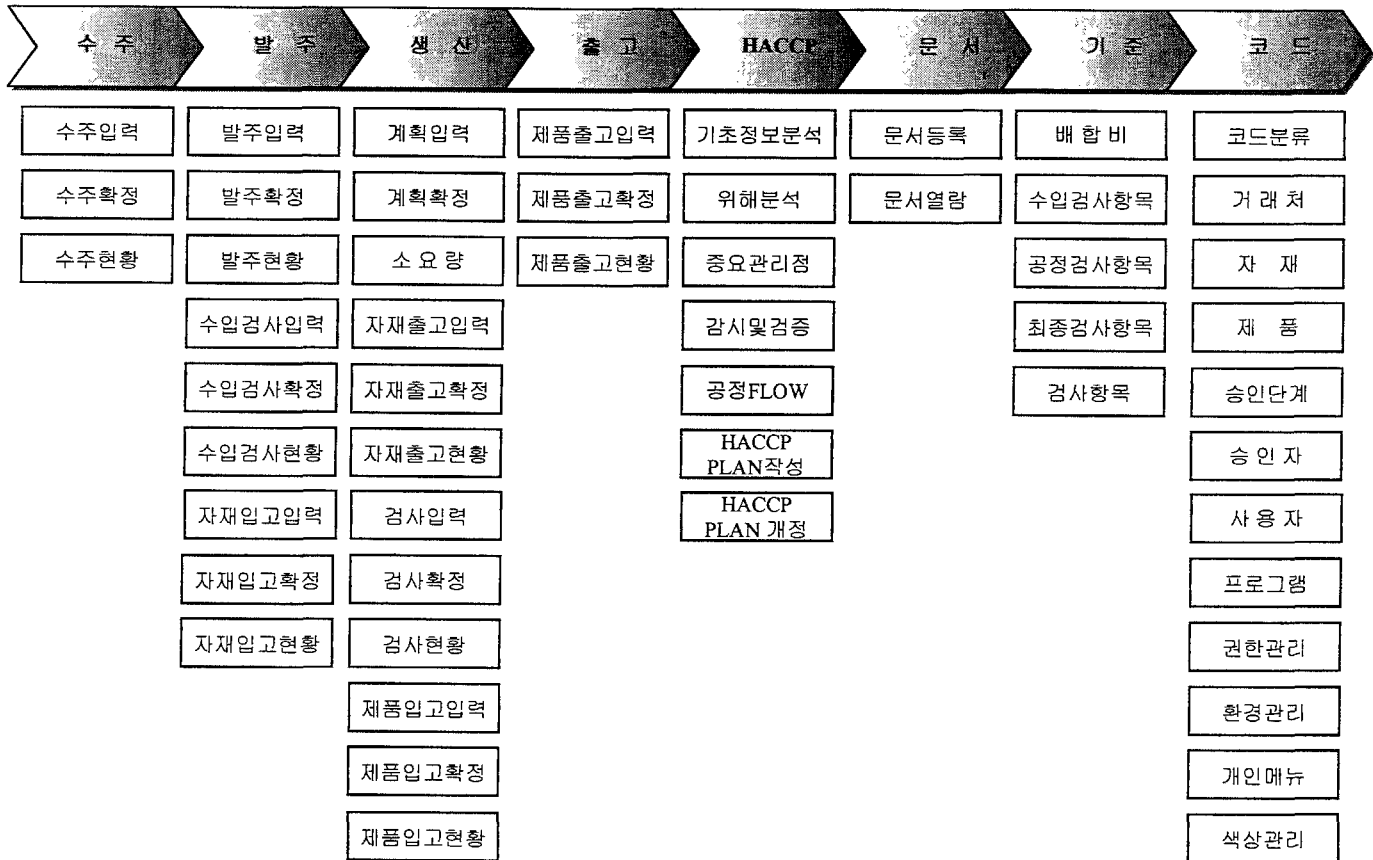 수 주
발 주
생 산
출 고
HACCP
문 서
기 준
코 드
수주입력
수주확정
수주현황
발주입력
발주확정
발주현황
수입검사입력
수입검사확정
수입검사현황
자재입고입력
자재입고확정
자재입고현황
계획입력
계획확정
소 요 량
자재출고입력
자재출고확정
자재출고현황
검사입력
검사확정
검사현황
제품입고입력
제품입고확정
제품입고현황
제품출고입력
제품출고확정
제품출고현황
기초정보분석
위해분석
중요관리점
감시및검증
공정FLOW
HACCP
PLAN작성
HACCP
PLAN 개정
문서등록
문서열람
배 합 비
수입검사항목
공정검사항목
최종검사항목
검사항목
코드분류
거 래 처
자 재
제 품
승인단계
승 인 자
사 용 자
프로그램
권한관리
환경관리
개인메뉴
색상관리